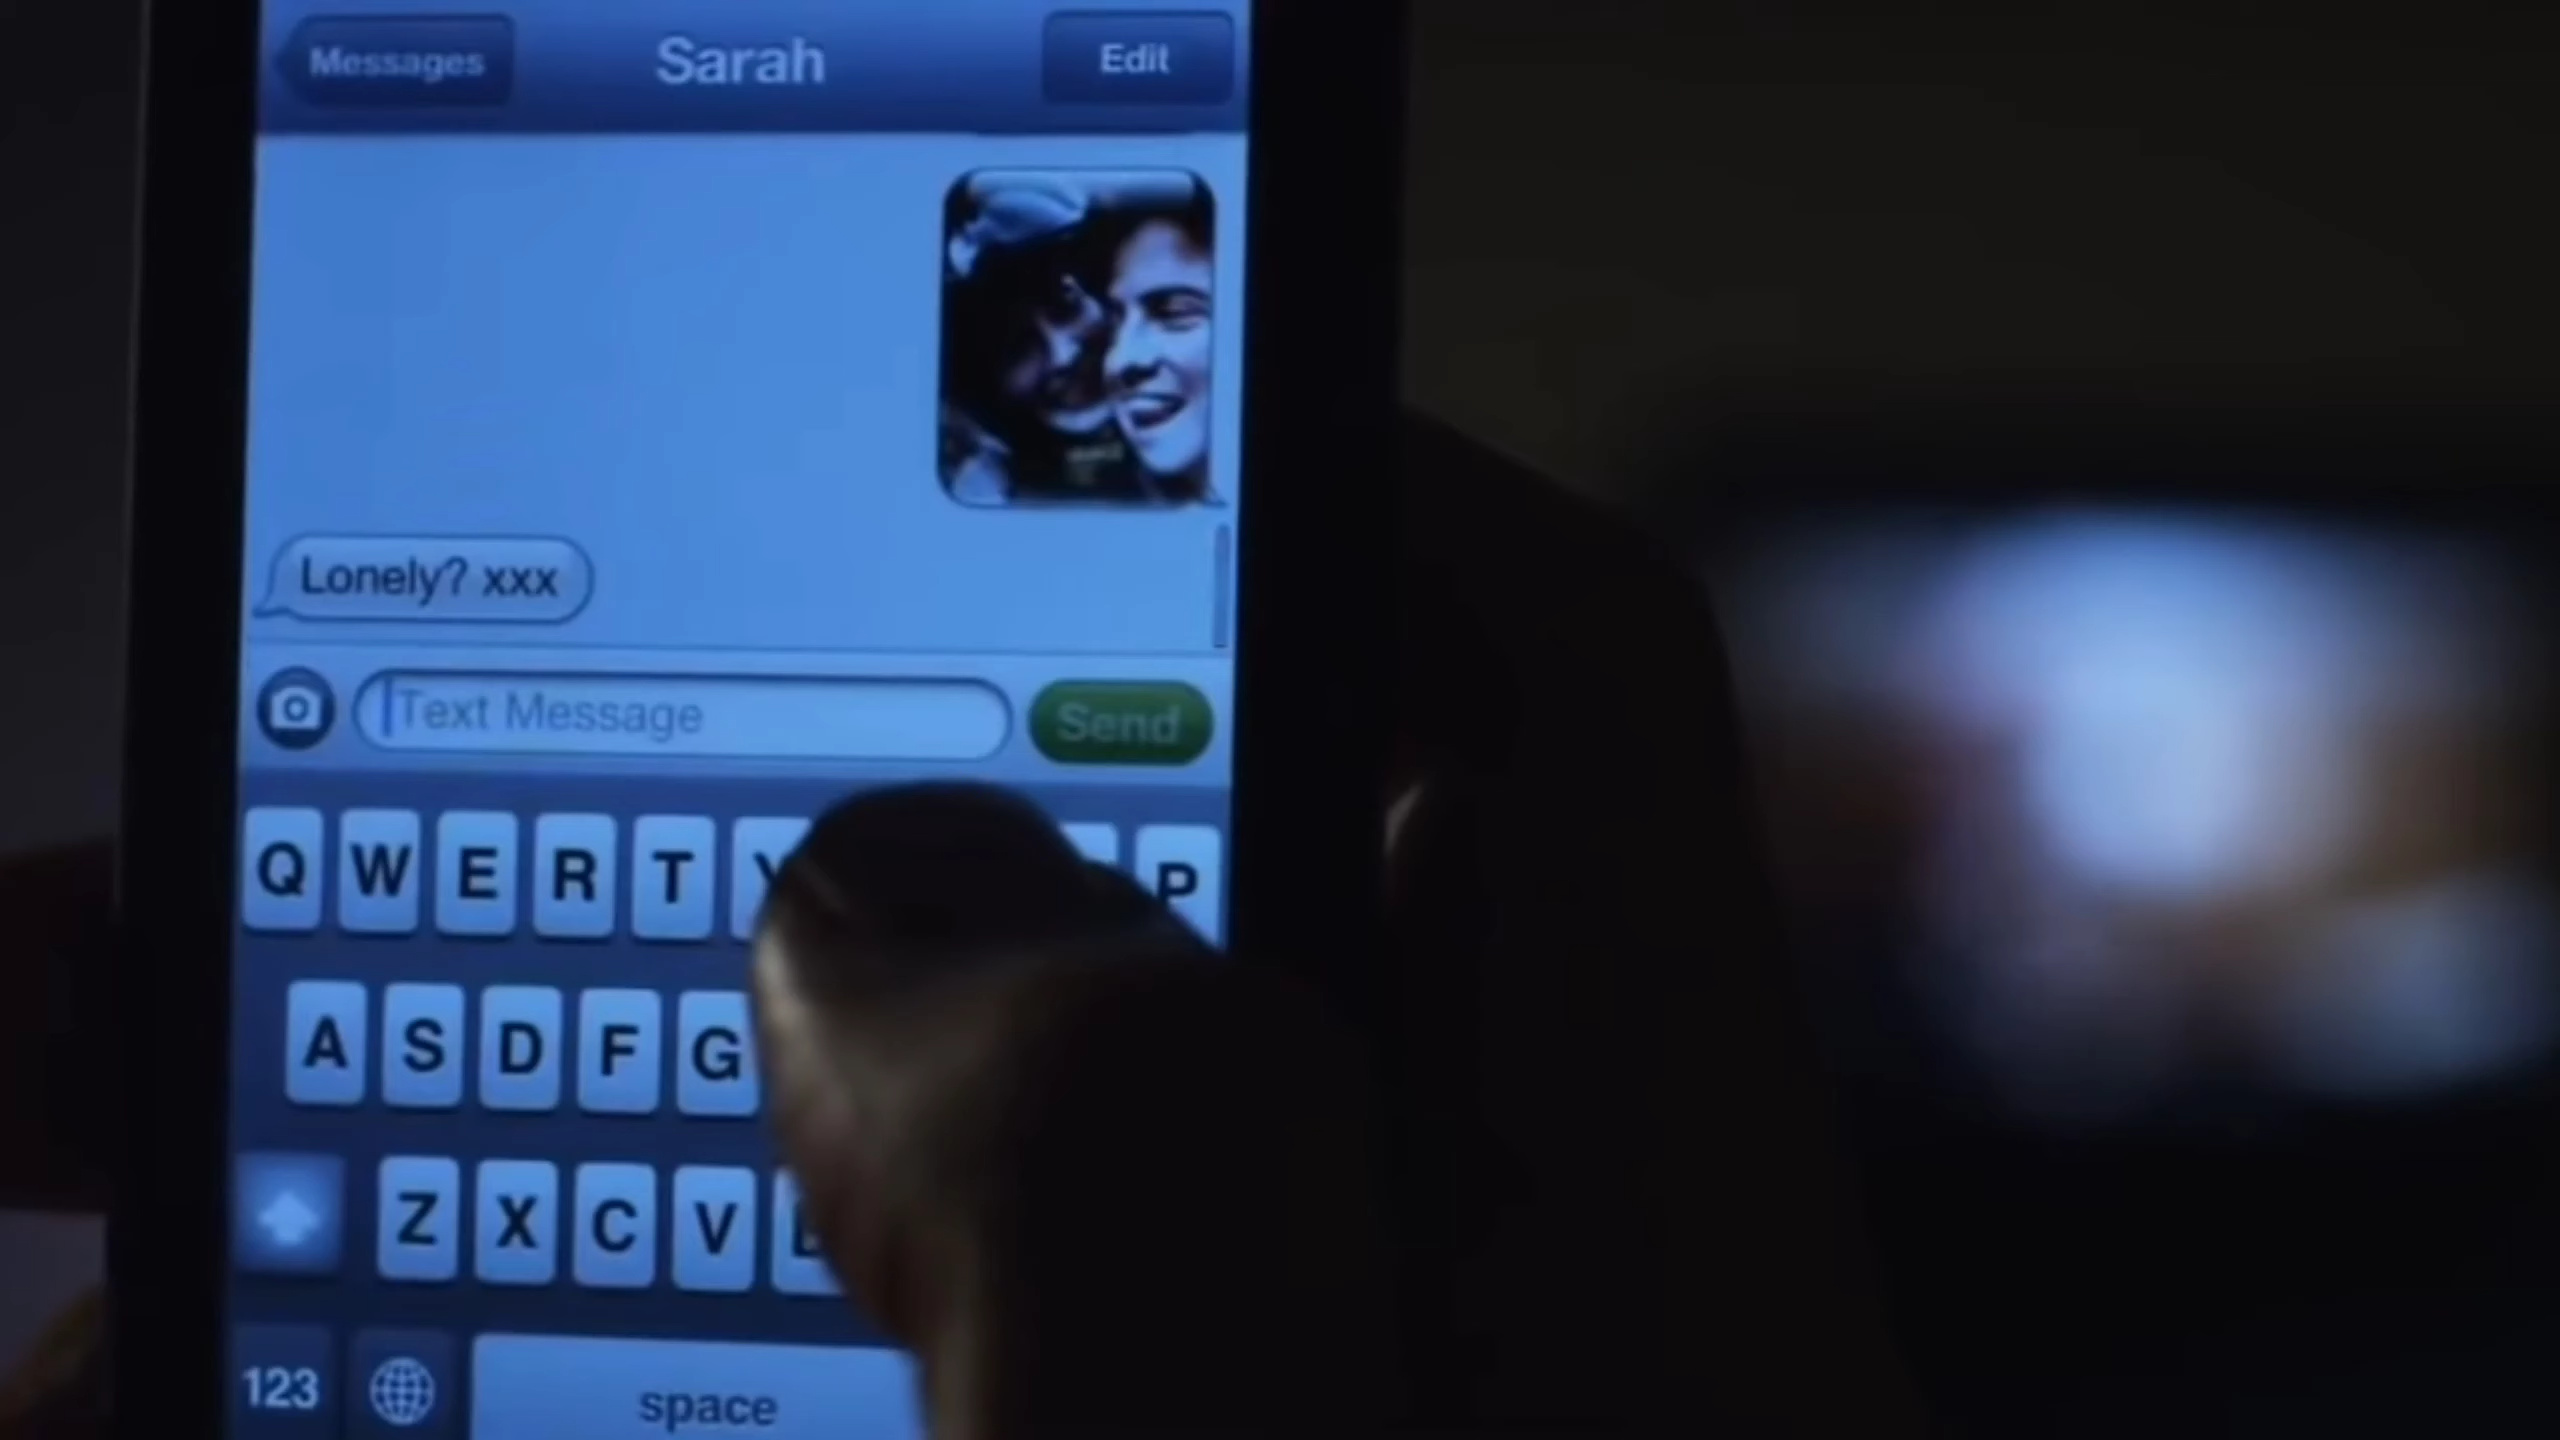 Messages
Sarah
Edit
Lonely? xxx
Text Message
Send
Q W E R T Y P
A S D F G
Z X C V
123
space